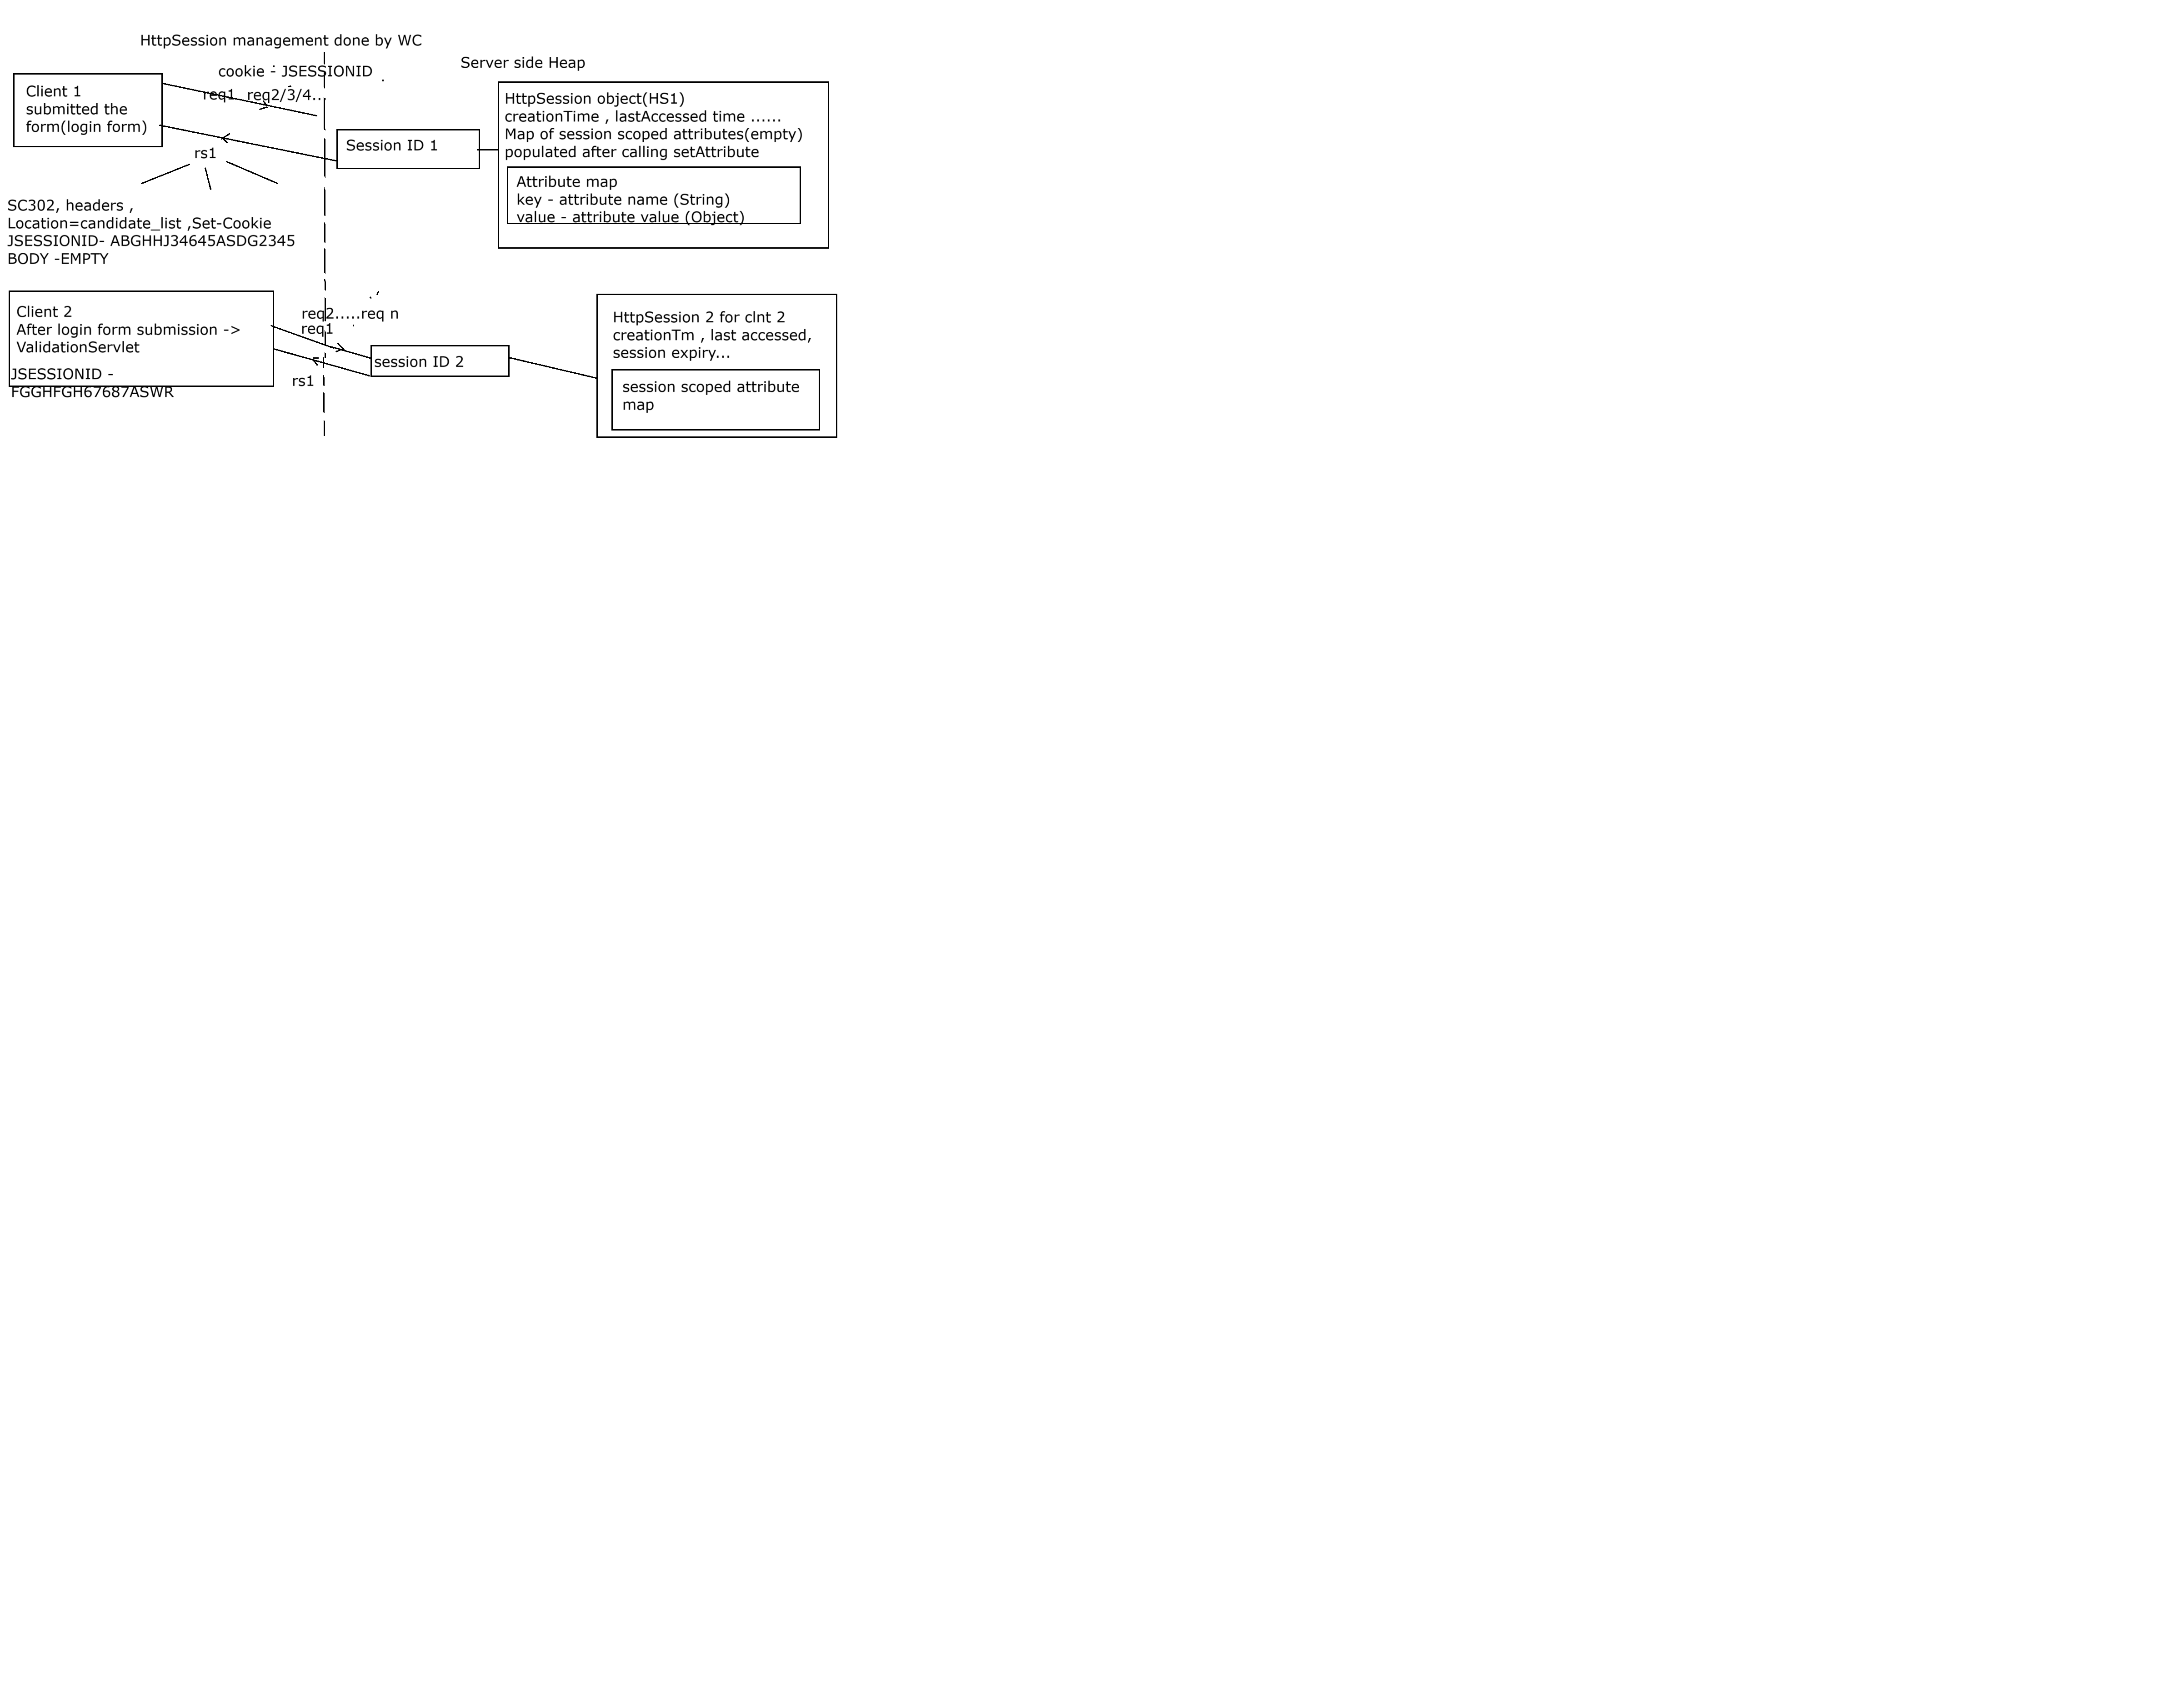 HttpSession management done by WC
cookie - JSESSIONID
Server side Heap
Client 1
submitted the
form(login form)
req1 req2/3/4...
rs1
Session ID 1
HttpSession object(HS1)
creationTime , lastAccessed time ......
Map of session scoped attributes(empty)
populated after calling setAttribute
Attribute map
key - attribute name (String)
value - attribute value (Object)
SC302, headers ,
Location=candidate_list ,Set-Cookie
JSESSIONID- ABGHHJ34645ASDG2345
BODY -EMPTY
Client 2
After login form submission ->
ValidationServlet
JSESSIONID -
FGGHFGH67687ASWR
req2.....req n
req1
rs1
session ID 2
HttpSession 2 for clnt 2
creationTm , last accessed,
session expiry...
session scoped attribute
map